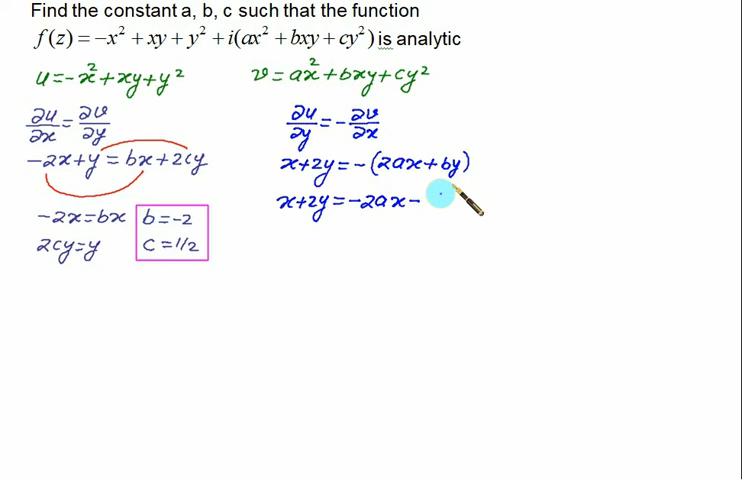 Find the constant a, b, c such that the function
f(z) = −x² + xy + y² + i(ax² + bxy + cy²) is analytic
u = −x² + xy + y²
v = ax² + bxy + cy²
∂u/∂x = ∂v/∂y
−2x + y = bx + 2cy
−2x = bx
b = −2
2cy = y
c = 1/2
∂u/∂y = −∂v/∂x
x + 2y = −(2ax + by)
x + 2y = −2ax −